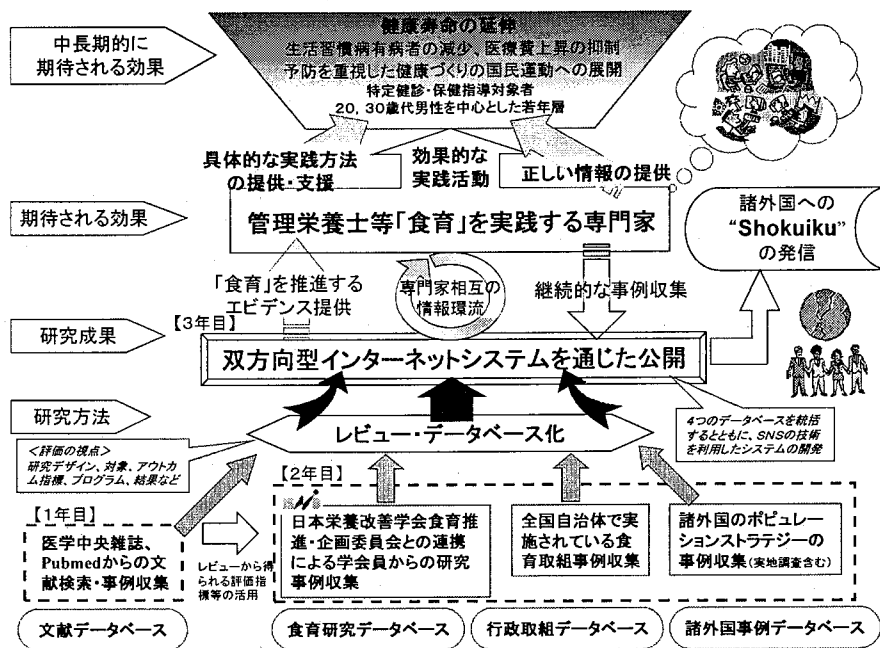 中長期的に
期待される効果
健康寿命の延伸
生活習慣病有病者の減少、医療費上昇の抑制
予防を重視した健康づくりの国民運動への展開
特定健診・保健指導対象者
20, 30歳代男性を中心とした若年層
具体的な実践方法
の提供・支援
効果的な
実践活動
正しい情報の提供
期待される効果
管理栄養士等「食育」を実践する専門家
諸外国への
“Shokuiku”
の発信
「食育」を推進する
エビデンス提供
専門家相互の
情報環流
継続的な事例収集
研究成果
【3年目】
双方向型インターネットシステムを通じた公開
研究方法
レビュー・データベース化
4つのデータベースを統括
するとともに、SNSの技術
を利用したシステムの開発
<評価の視点>
研究デザイン、対象、アウトカ
ム指標、プログラム、結果など
【1年目】
医学中央雑誌、
Pubmedからの文
献検索・事例収集
レビューから得
られる評価指
標等の活用
【2年目】
日本栄養改善学会食育推
進・企画委員会との連携
による学会員からの研究
事例収集
全国自治体で実
施されている食
育取組事例収集
諸外国のポピュレー
ションストラテジーの
事例収集(実地調査含む)
文献データベース
食育研究データベース
行政取組データベース
諸外国事例データベース